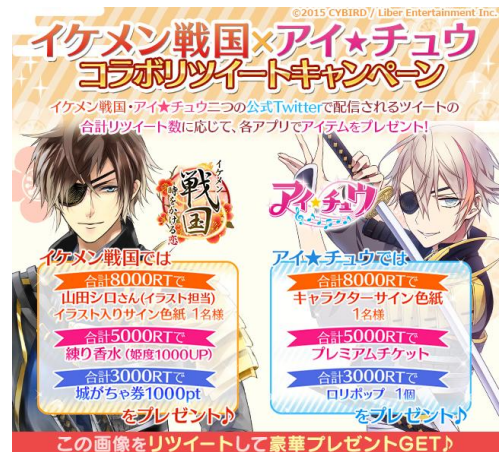 ©2015 CYBIRD / Liber Entertainment Inc.
イケメン戦国×アイ★チュウ
コラボリツイートキャンペーン
イケメン戦国・アイ★チュウ二つの公式Twitterで配信されるツイートの
合計リツイート数に応じて、各アプリでアイテムをプレゼント!
イケメン
戦国
時をかける恋
アイ★チュウ
イケメン戦国では
合計8000RTで
山田シロさん(イラスト担当)
イラスト入りサイン色紙 1名様
合計5000RTで
練り香水(姫度1000UP)
合計3000RTで
城がちゃ券1000pt
をプレゼント♪
アイ★チュウでは
合計8000RTで
キャラクターサイン色紙
1名様
合計5000RTで
プレミアムチケット
合計3000RTで
ロリポップ 1個
をプレゼント♪
この画像をリツイートして豪華プレゼントGET♪